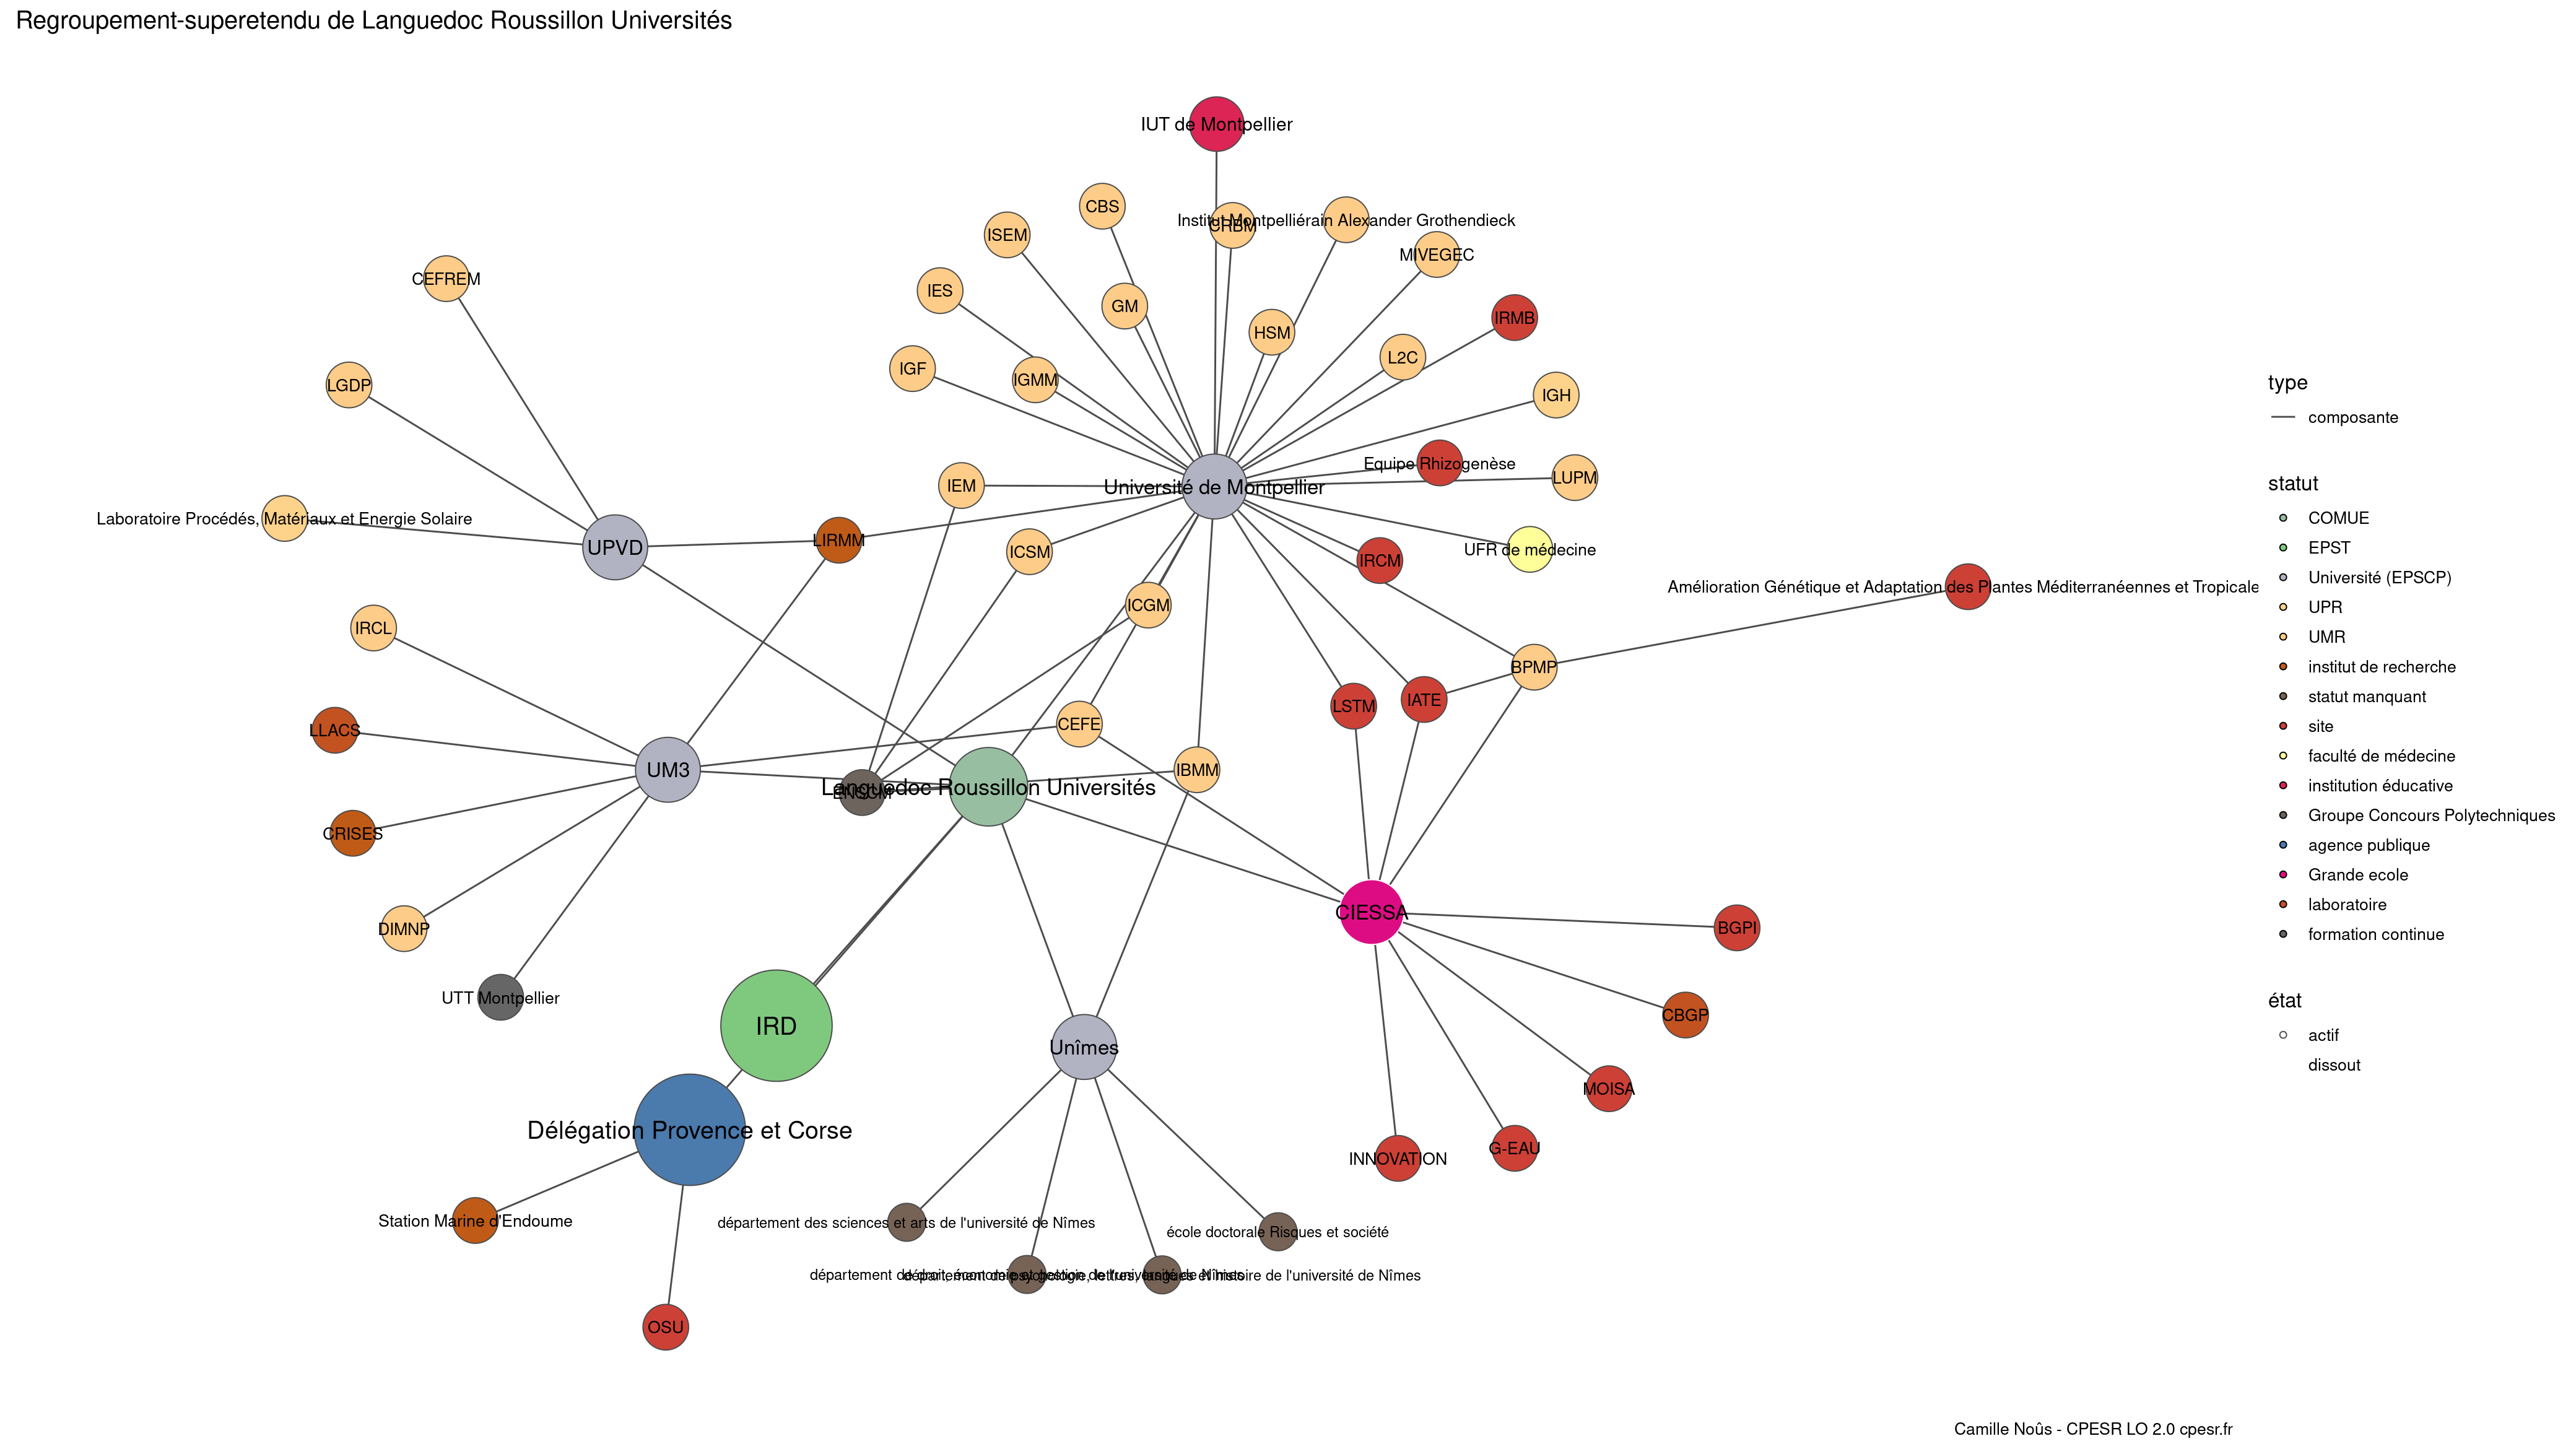 Regroupement-superetendu de Languedoc Roussillon Universités
IUT de Montpellier
CBS
Institut Montpelliérain Alexander Grothendieck
CRBM
ISEM
MIVEGEC
CEFREM
IES
GM
IRMB
HSM
L2C
IGF
IGMM
LGDP
IGH
Equipe Rhizogenèse
LUPM
IEM
Université de Montpellier
Laboratoire Procédés, Matériaux et Energie Solaire
UPVD
LIRMM
ICSM
UFR de médecine
IRCM
Amélioration Génétique et Adaptation des Plantes Méditerranéennes et Tropicale
ICGM
IRCL
BPMP
LSTM
IATE
CEFE
LLACS
UM3
IBMM
Languedoc Roussillon Universités
ENSCM
CRISES
CIESSA
DIMNP
BGPI
UTT Montpellier
CBGP
IRD
Unîmes
MOISA
Délégation Provence et Corse
INNOVATION
G-EAU
Station Marine d'Endoume
département des sciences et arts de l'université de Nîmes
école doctorale Risques et société
département de droit, économie et gestion de l'université de Nîmes
département de psychologie, lettres, langues et histoire de l'université de Nîmes
OSU
type
composante
statut
COMUE
EPST
Université (EPSCP)
UPR
UMR
institut de recherche
statut manquant
site
faculté de médecine
institution éducative
Groupe Concours Polytechniques
agence publique
Grande ecole
laboratoire
formation continue
état
actif
dissout
Camille Noûs - CPESR LO 2.0 cpesr.fr